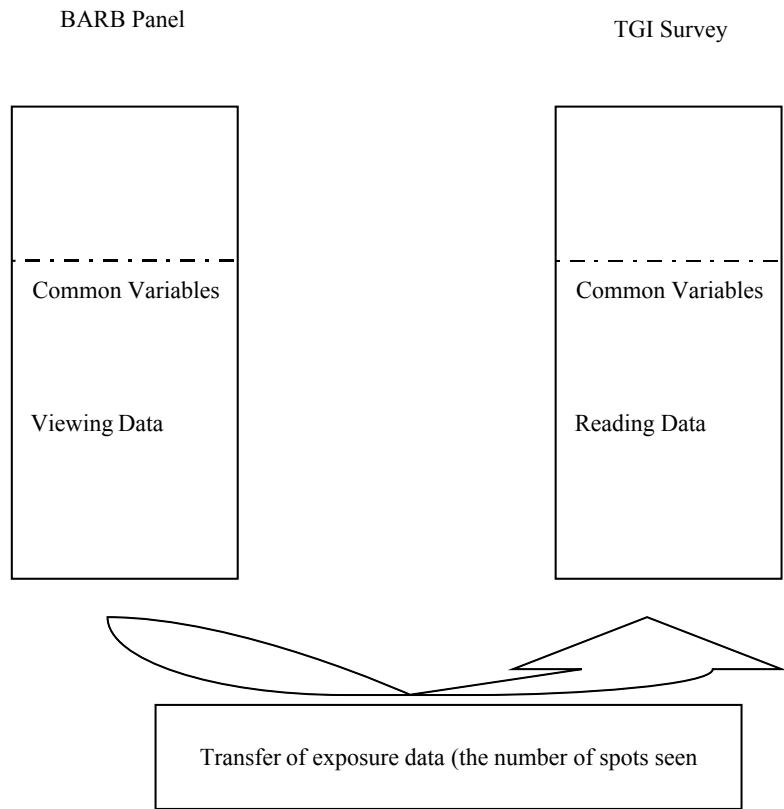 BARB Panel
TGI Survey
Common Variables
Common Variables
Viewing Data
Reading Data
Transfer of exposure data (the number of spots seen